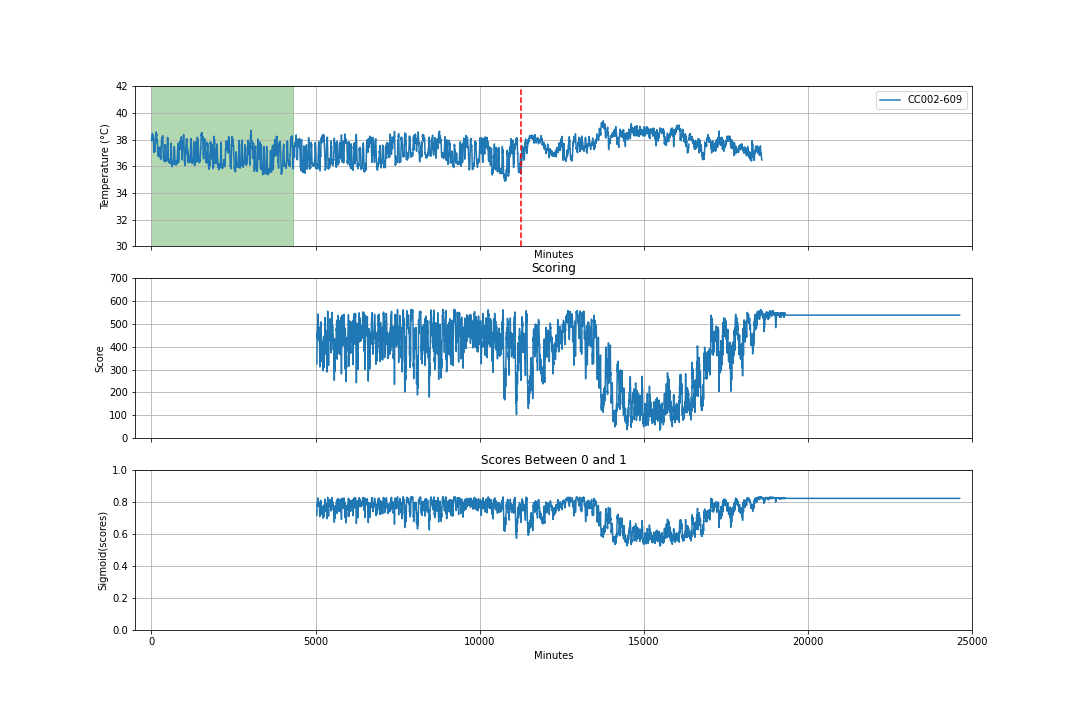 42
40
38
36
34
32
30
Temperature (°C)
CC002-609
Minutes
Scoring
700
600
500
400
300
200
100
0
Score
Scores Between 0 and 1
1.0
0.8
0.6
0.4
0.2
0.0
Sigmoid(scores)
0 5000 10000 15000 20000 25000
Minutes